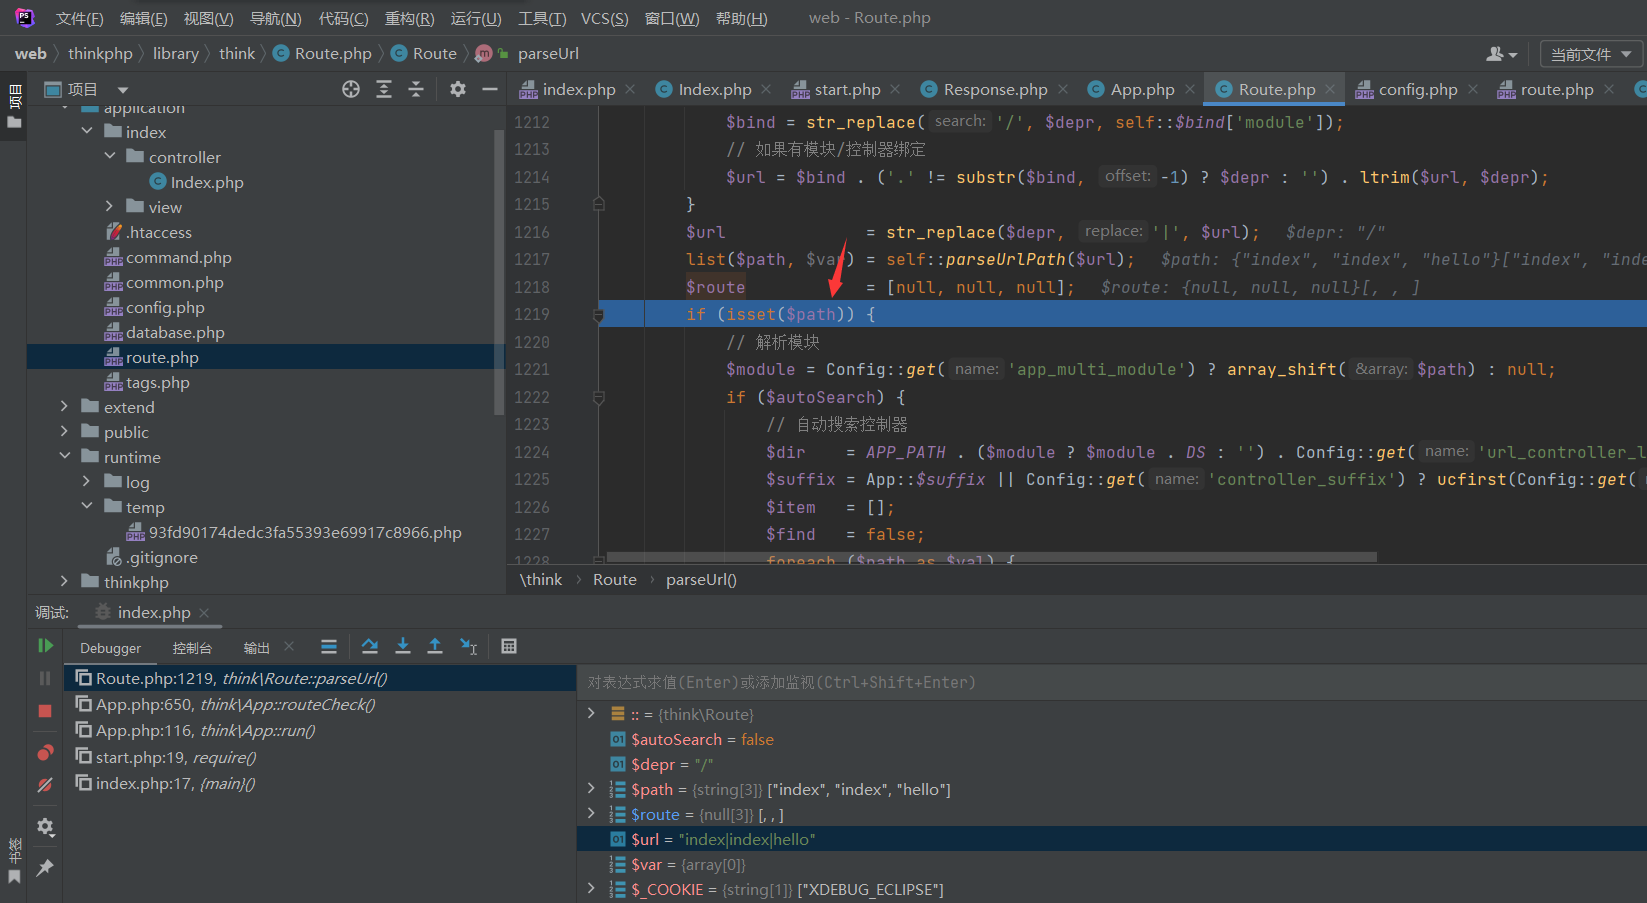 文件(F) 编辑(E) 视图(V) 导航(N) 代码(C) 重构(R) 运行(U) 工具(T) VCS(S) 窗口(W) 帮助(H) web - Route.php
web thinkphp library think Route.php Route parseUrl 当前文件
项目
项目
index.php Index.php start.php Response.php App.php Route.php config.php route.php
application
index
controller
Index.php
view
.htaccess
command.php
common.php
config.php
database.php
route.php
tags.php
extend
public
runtime
log
temp
93fd90174dedc3fa55393e69917c8966.php
.gitignore
thinkphp
1212 $bind = str_replace( search: '/', $depr, self::$bind['module']);
1213 // 如果有模块/控制器绑定
1214 $url = $bind . ('.' != substr($bind, offset: -1) ? $depr : '') . ltrim($url, $depr);
1215 }
1216 $url = str_replace($depr, replace: '|', $url); $depr: "/"
1217 list($path, $var) = self::parseUrlPath($url); $path: {"index", "index", "hello"}["index", "inde
1218 $route = [null, null, null]; $route: {null, null, null}[, , ]
1219 if (isset($path)) {
1220 // 解析模块
1221 $module = Config::get( name: 'app_multi_module') ? array_shift( &array: $path) : null;
1222 if ($autoSearch) {
1223 // 自动搜索控制器
1224 $dir = APP_PATH . ($module ? $module . DS : '') . Config::get( name: 'url_controller_l
1225 $suffix = App::$suffix || Config::get( name: 'controller_suffix') ? ucfirst(Config::get(
1226 $item = [];
1227 $find = false;
1228 foreach ($path as $val) {
\think Route parseUrl()
调试: index.php
Debugger 控制台 输出
Route.php:1219, think\Route::parseUrl()
App.php:650, think\App::routeCheck()
App.php:116, think\App::run()
start.php:19, require()
index.php:17, {main}()
书签
对表达式求值(Enter)或添加监视(Ctrl+Shift+Enter)
:: = {think\Route}
$autoSearch = false
$depr = "/"
$path = {string[3]} ["index", "index", "hello"]
$route = {null[3]} [, , ]
$url = "index|index|hello"
$var = {array[0]}
$_COOKIE = {string[1]} ["XDEBUG_ECLIPSE"]